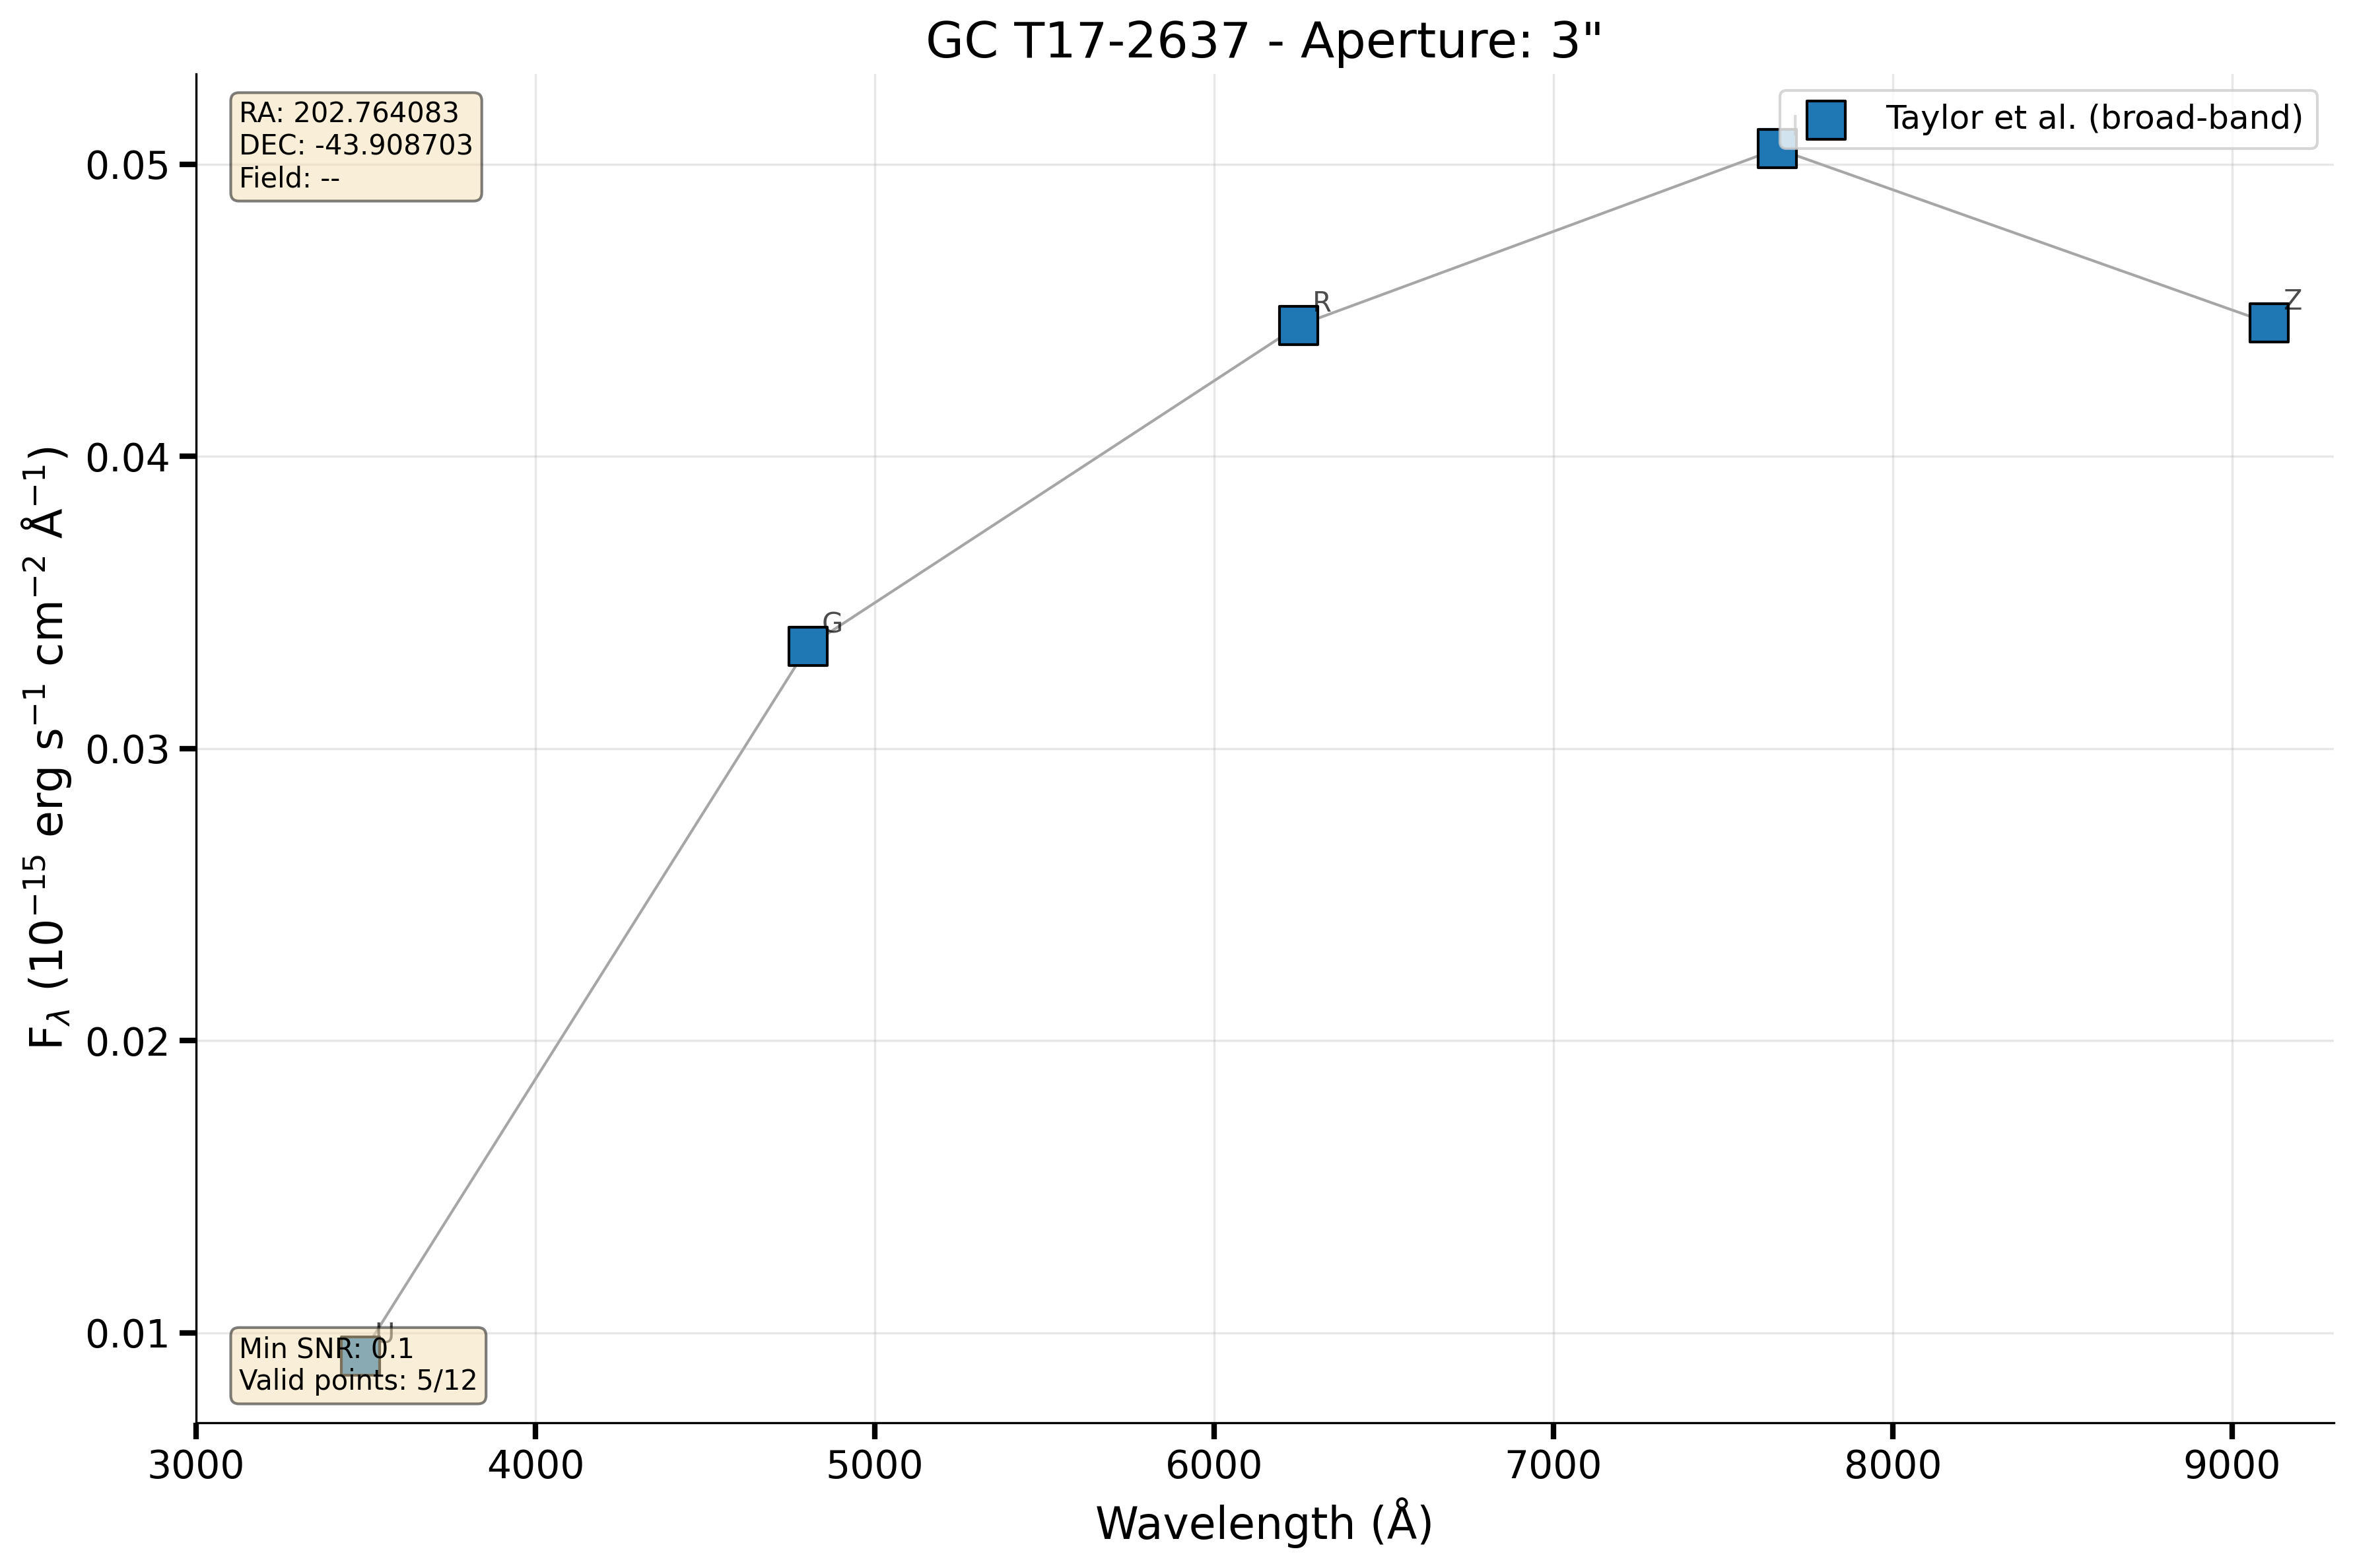 GC T17-2637 - Aperture: 3"
RA: 202.764083
DEC: -43.908703
Field: --
Taylor et al. (broad-band)
I
R
Z
G
U
Min SNR: 0.1
Valid points: 5/12
0.05
0.04
0.03
0.02
0.01
F_λ (10⁻¹⁵ erg s⁻¹ cm⁻² Å⁻¹)
3000 4000 5000 6000 7000 8000 9000
Wavelength (Å)